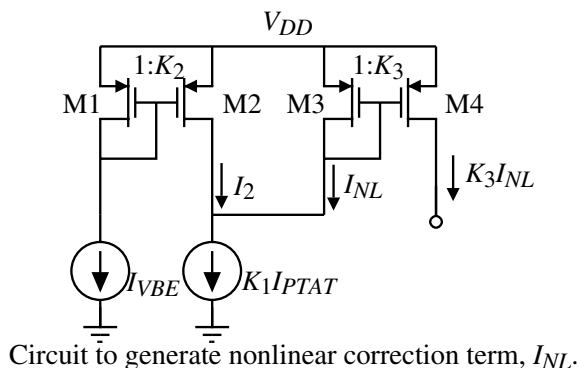 V_DD
1:K_2 1:K_3
M1 M2 M3 M4
I_2 I_NL K_3I_NL
I_VBE K_1I_PTAT
Circuit to generate nonlinear correction term, I_NL.